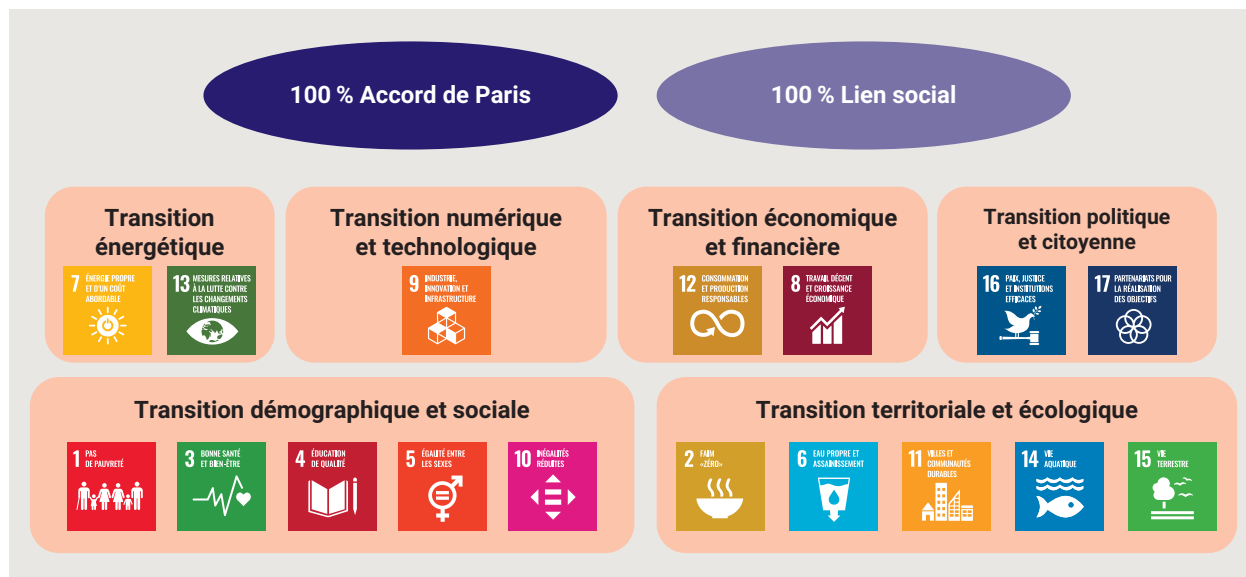 100 % Accord de Paris
100 % Lien social
Transition
énergétique
7 ÉNERGIE PROPRE
ET D'UN COÛT
ABORDABLE
13 MESURES RELATIVES
À LA LUTTE CONTRE
LES CHANGEMENTS
CLIMATIQUES
Transition numérique
et technologique
9 INDUSTRIE,
INNOVATION ET
INFRASTRUCTURE
Transition économique
et financière
12 CONSOMMATION
ET PRODUCTION
RESPONSABLES
8 TRAVAIL DÉCENT
ET CROISSANCE
ÉCONOMIQUE
Transition politique
et citoyenne
16 PAIX, JUSTICE
ET INSTITUTIONS
EFFICACES
17 PARTENARIATS POUR
LA RÉALISATION
DES OBJECTIFS
Transition démographique et sociale
1 PAS
DE PAUVRETÉ
3 BONNE SANTÉ
ET BIEN-ÊTRE
4 ÉDUCATION
DE QUALITÉ
5 ÉGALITÉ ENTRE
LES SEXES
10 INÉGALITÉS
RÉDUITES
Transition territoriale et écologique
2 FAIM
«ZÉRO»
6 EAU PROPRE ET
ASSAINISSEMENT
11 VILLES ET
COMMUNAUTÉS
DURABLES
14 VIE
AQUATIQUE
15 VIE
TERRESTRE